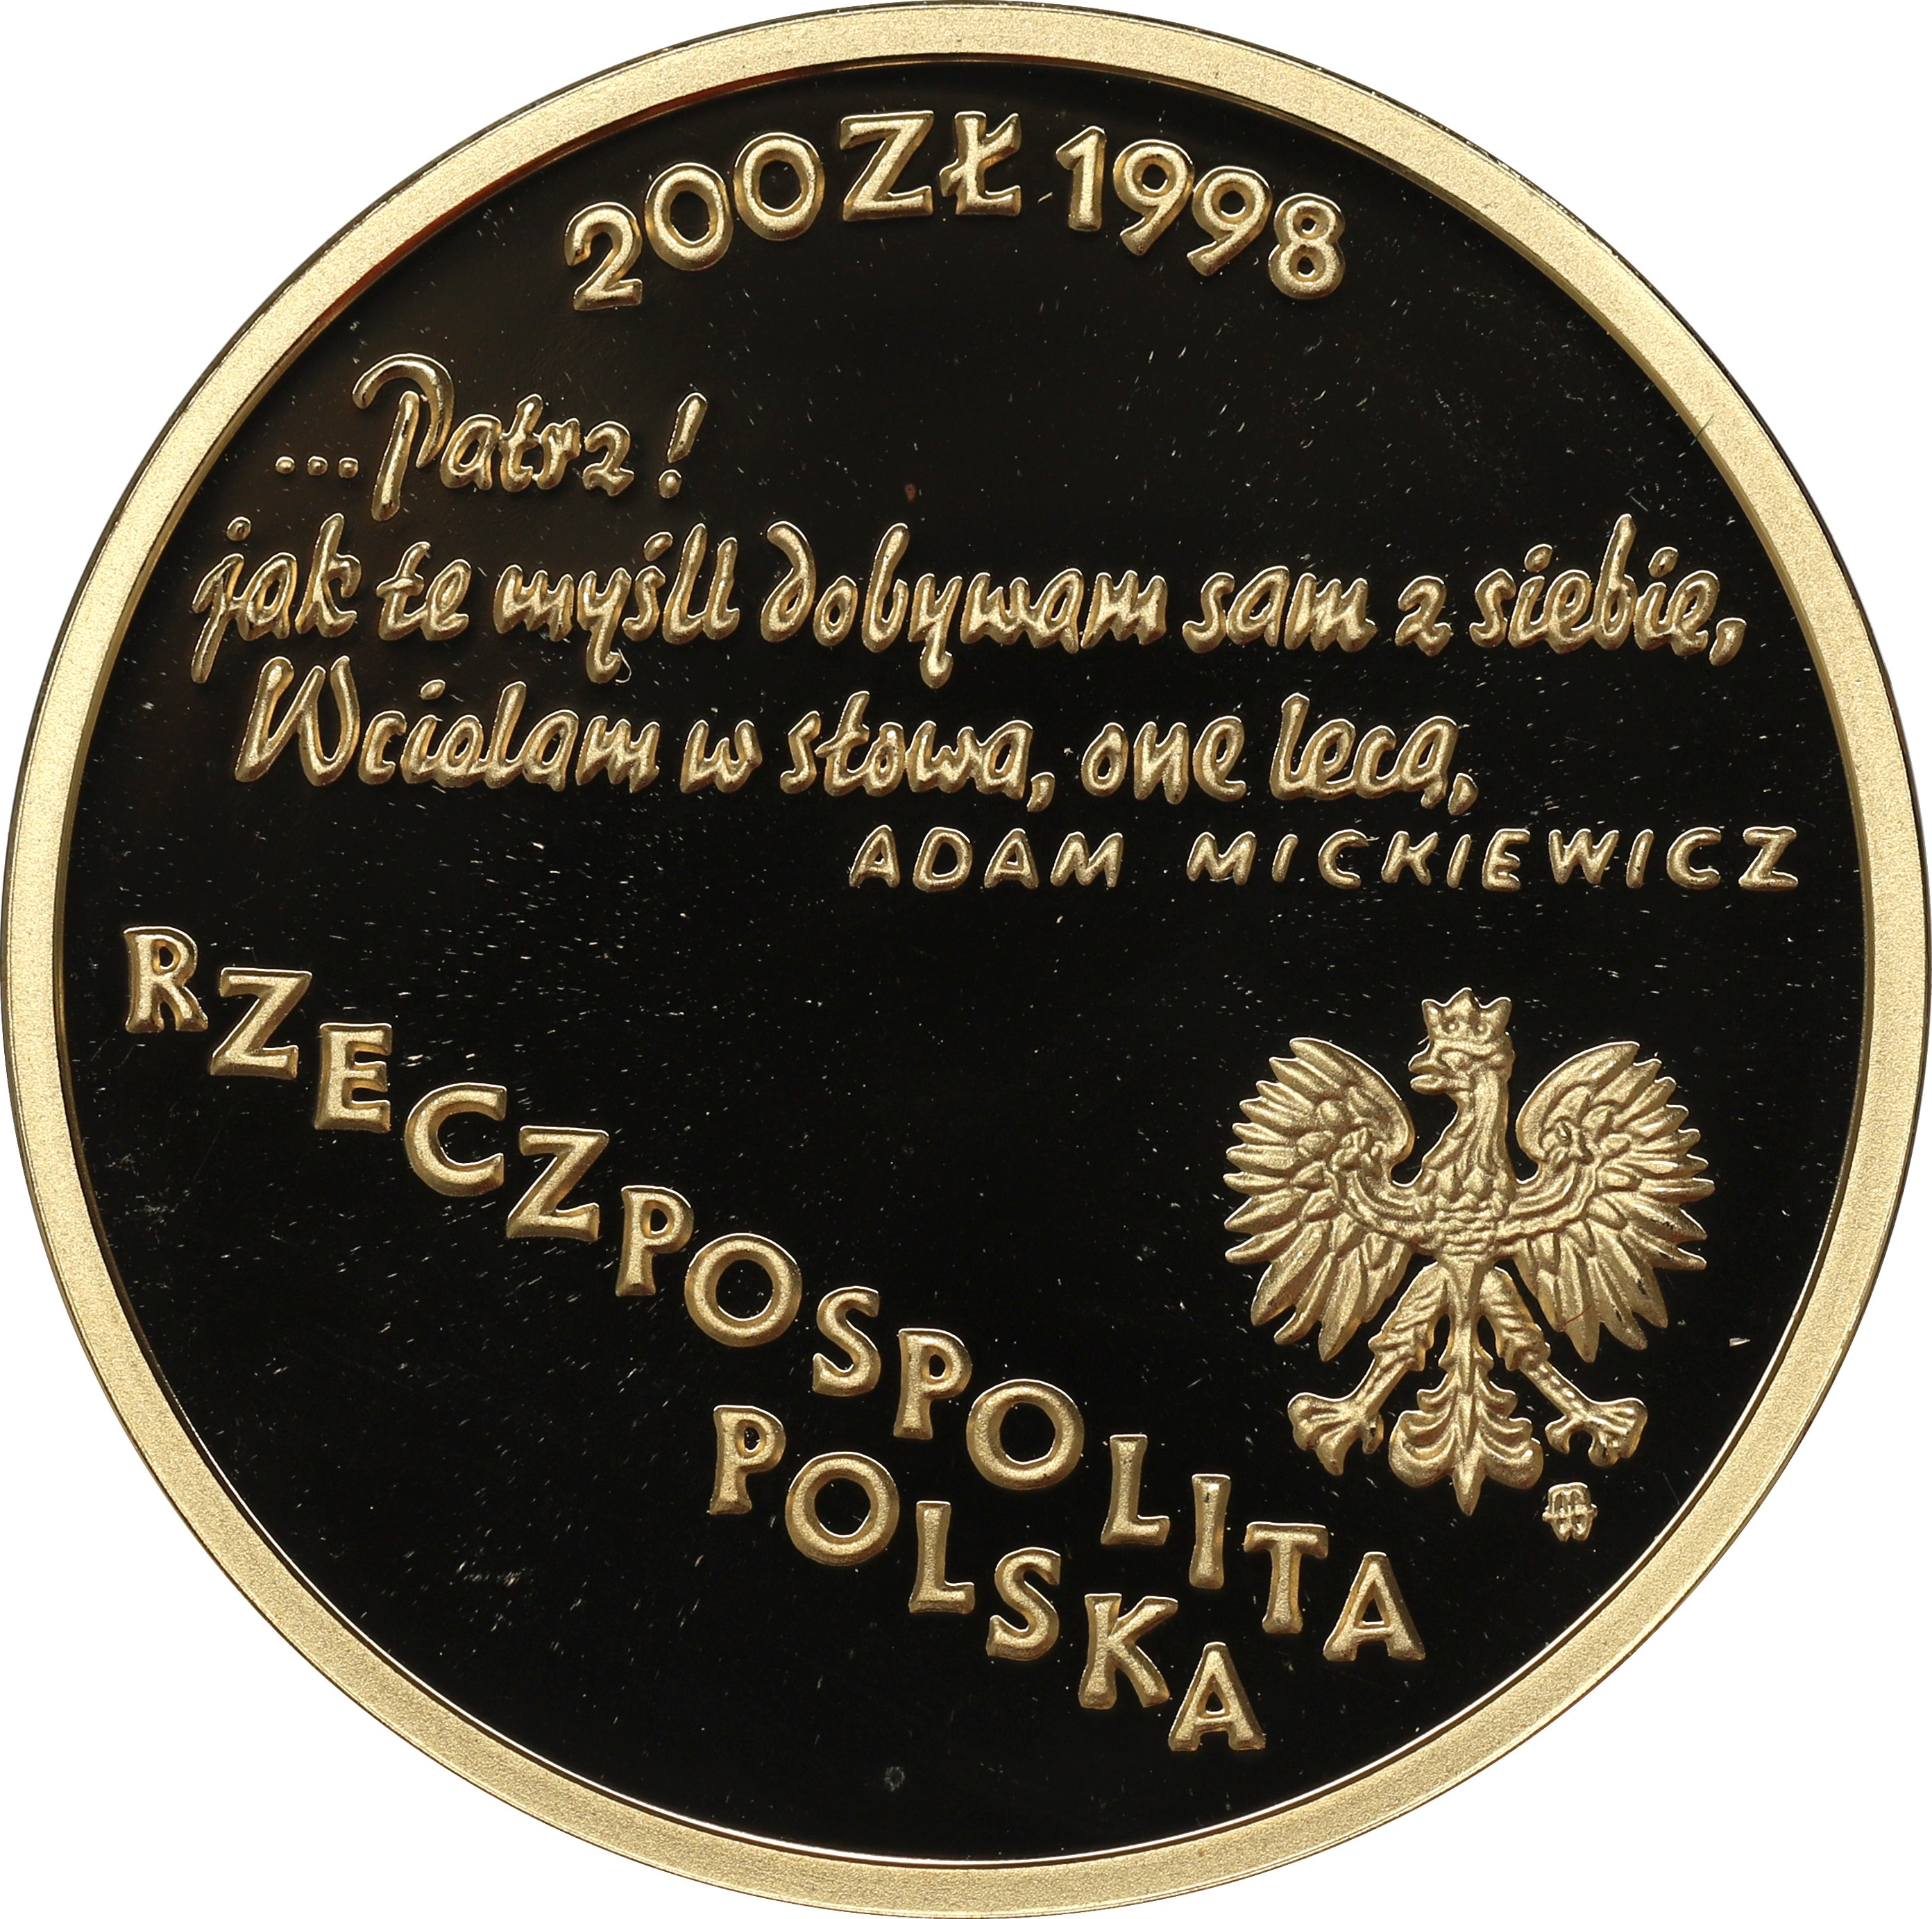 200 ZŁ 1998
...Patrz!
jak te myśli dobywam sam z siebie,
Wcielam w słowa, one lecą,
ADAM MICKIEWICZ
RZECZPOSPOLITA
POLSKA